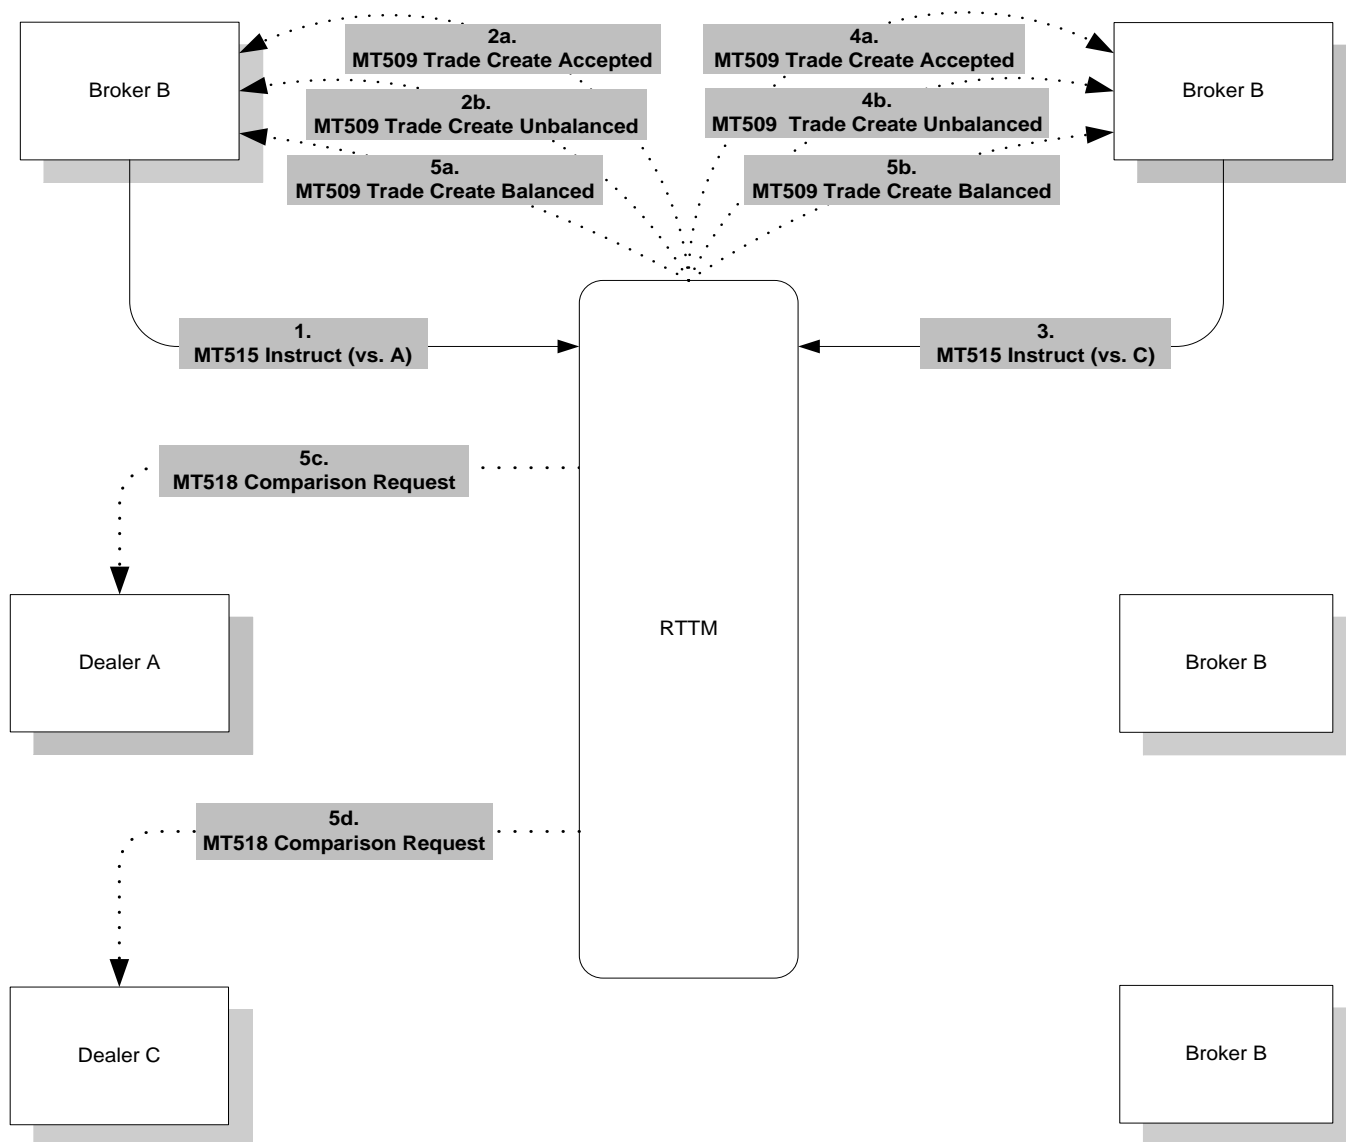 2a.
MT509 Trade Create Accepted
4a.
MT509 Trade Create Accepted
Broker B
Broker B
2b.
MT509 Trade Create Unbalanced
4b.
MT509  Trade Create Unbalanced
5a.
MT509 Trade Create Balanced
5b.
MT509 Trade Create Balanced
1.
MT515 Instruct (vs. A)
3.
MT515 Instruct (vs. C)
5c.
MT518 Comparison Request
RTTM
Dealer A
Broker B
5d.
MT518 Comparison Request
Dealer C
Broker B